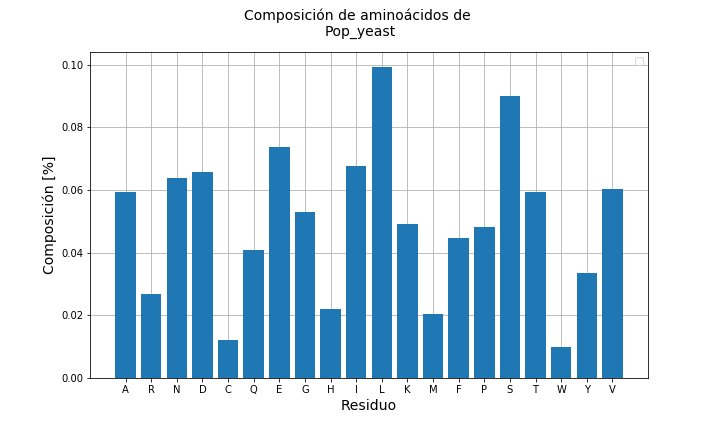 Composición de aminoácidos de
Pop_yeast
0.10
0.08
0.06
0.04
0.02
0.00
Composición [%]
A R N D C Q E G H I L K M F P S T W Y V
Residuo